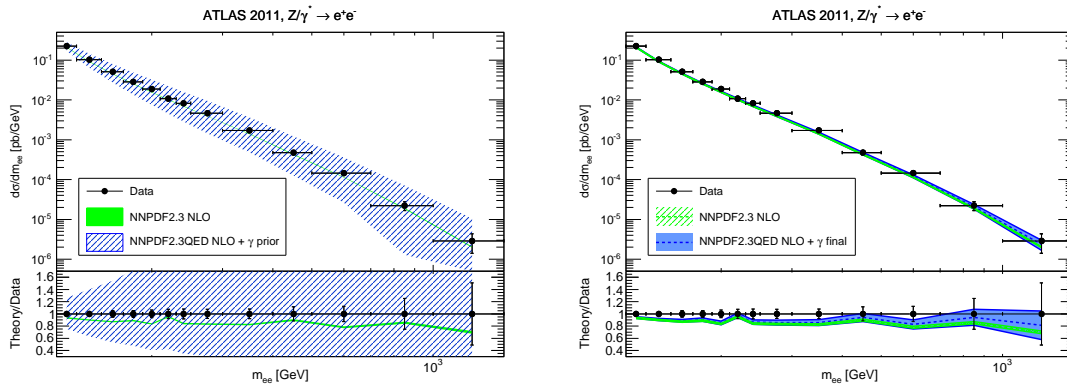 ATLAS 2011, Z/γ* → e⁺e⁻
dσ/dm_ee [pb/GeV]
10⁻¹
10⁻²
10⁻³
10⁻⁴
10⁻⁵
10⁻⁶
Data
NNPDF2.3 NLO
NNPDF2.3QED NLO + γ prior
Theory/Data
1.6
1.4
1.2
1
0.8
0.6
0.4
10³
m_ee [GeV]
ATLAS 2011, Z/γ* → e⁺e⁻
dσ/dm_ee [pb/GeV]
10⁻¹
10⁻²
10⁻³
10⁻⁴
10⁻⁵
10⁻⁶
Data
NNPDF2.3 NLO
NNPDF2.3QED NLO + γ final
Theory/Data
1.6
1.4
1.2
1
0.8
0.6
0.4
10³
m_ee [GeV]